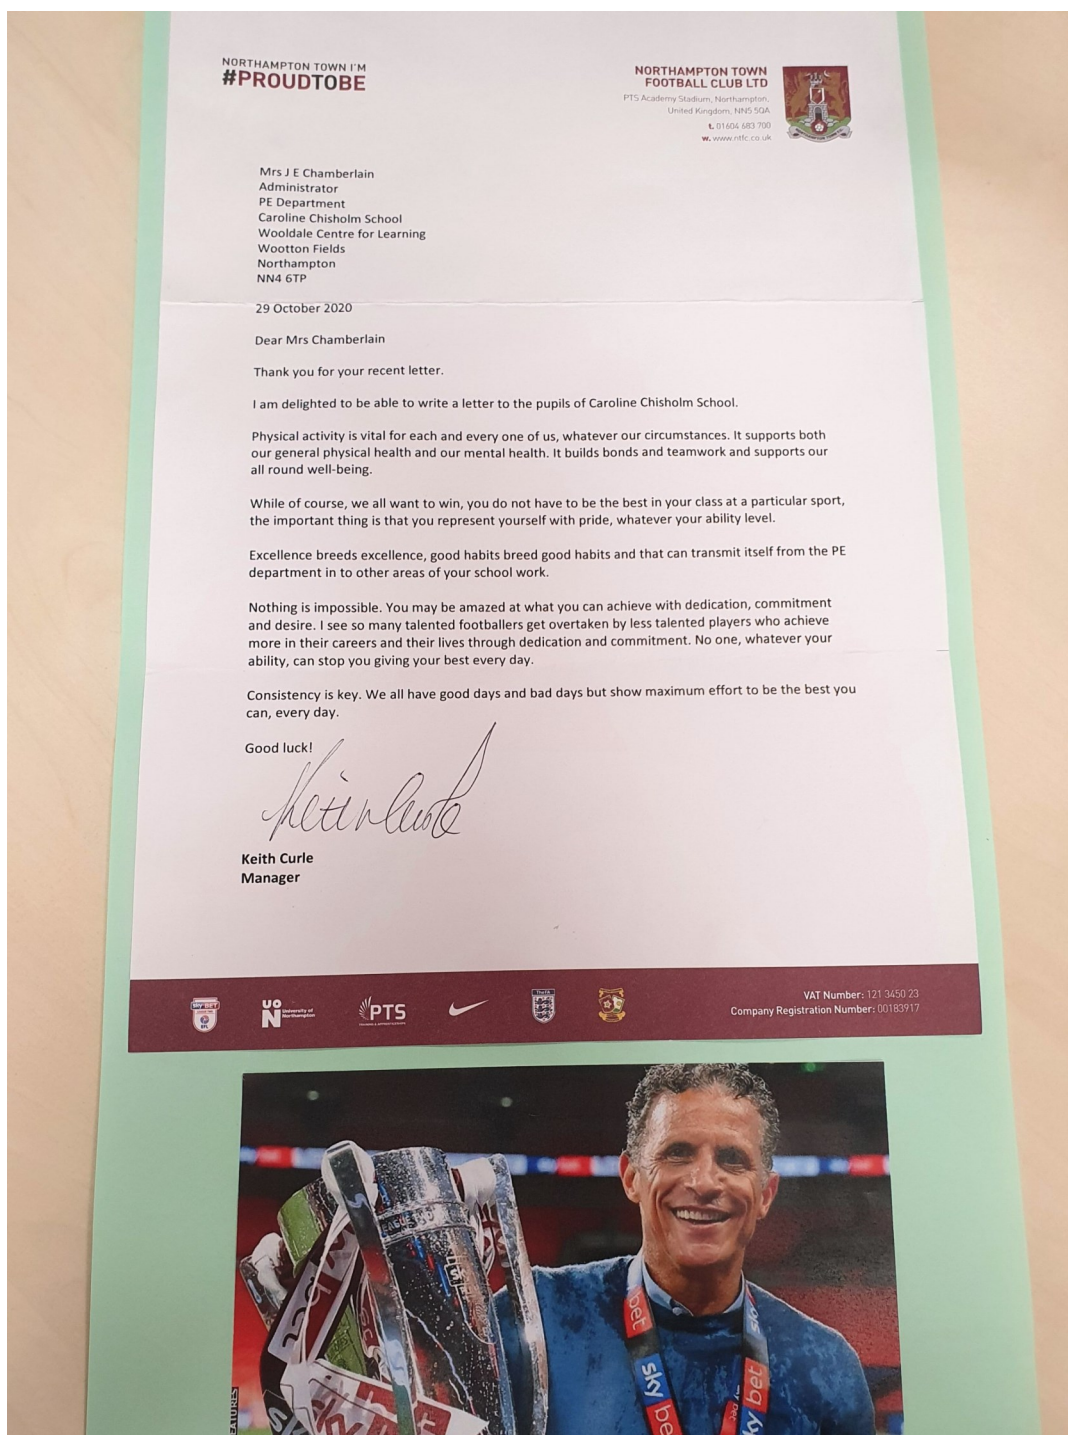 NORTHAMPTON TOWN I'M
#PROUDTOBE
NORTHAMPTON TOWN
FOOTBALL CLUB LTD
PTS Academy Stadium, Northampton,
United Kingdom, NN5 5QA
t. 01604 683 700
w. www.ntfc.co.uk
Mrs J E Chamberlain
Administrator
PE Department
Caroline Chisholm School
Wooldale Centre for Learning
Wootton Fields
Northampton
NN4 6TP
29 October 2020
Dear Mrs Chamberlain
Thank you for your recent letter.
I am delighted to be able to write a letter to the pupils of Caroline Chisholm School.
Physical activity is vital for each and every one of us, whatever our circumstances. It supports both
our general physical health and our mental health. It builds bonds and teamwork and supports our
all round well-being.
While of course, we all want to win, you do not have to be the best in your class at a particular sport,
the important thing is that you represent yourself with pride, whatever your ability level.
Excellence breeds excellence, good habits breed good habits and that can transmit itself from the PE
department in to other areas of your school work.
Nothing is impossible. You may be amazed at what you can achieve with dedication, commitment
and desire. I see so many talented footballers get overtaken by less talented players who achieve
more in their careers and their lives through dedication and commitment. No one, whatever your
ability, can stop you giving your best every day.
Consistency is key. We all have good days and bad days but show maximum effort to be the best you
can, every day.
Good luck!
Keith Curle
Keith Curle
Manager
sky BET
EFL
UON
University of
Northampton
PTS
VAT Number: 121 3450 23
Company Registration Number: 00183917
sky bet
sky bet